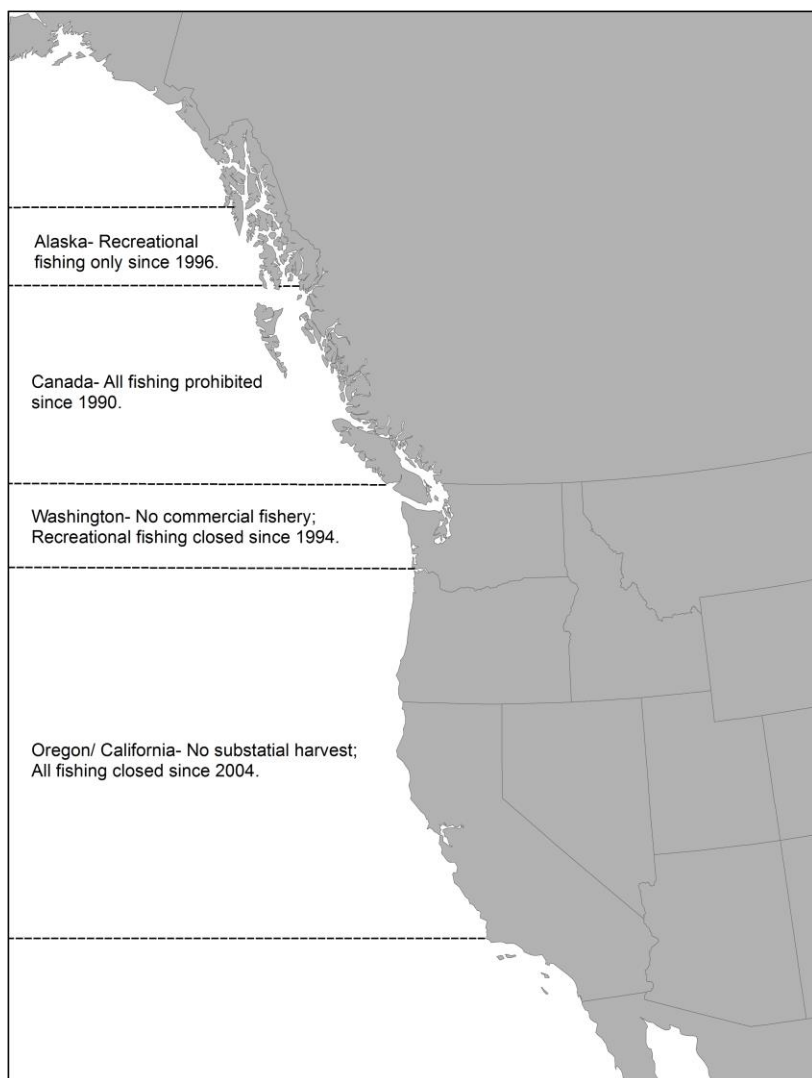 Alaska- Recreational
fishing only since 1996.
Canada- All fishing prohibited
since 1990.
Washington- No commercial fishery;
Recreational fishing closed since 1994.
Oregon/ California- No substatial harvest;
All fishing closed since 2004.